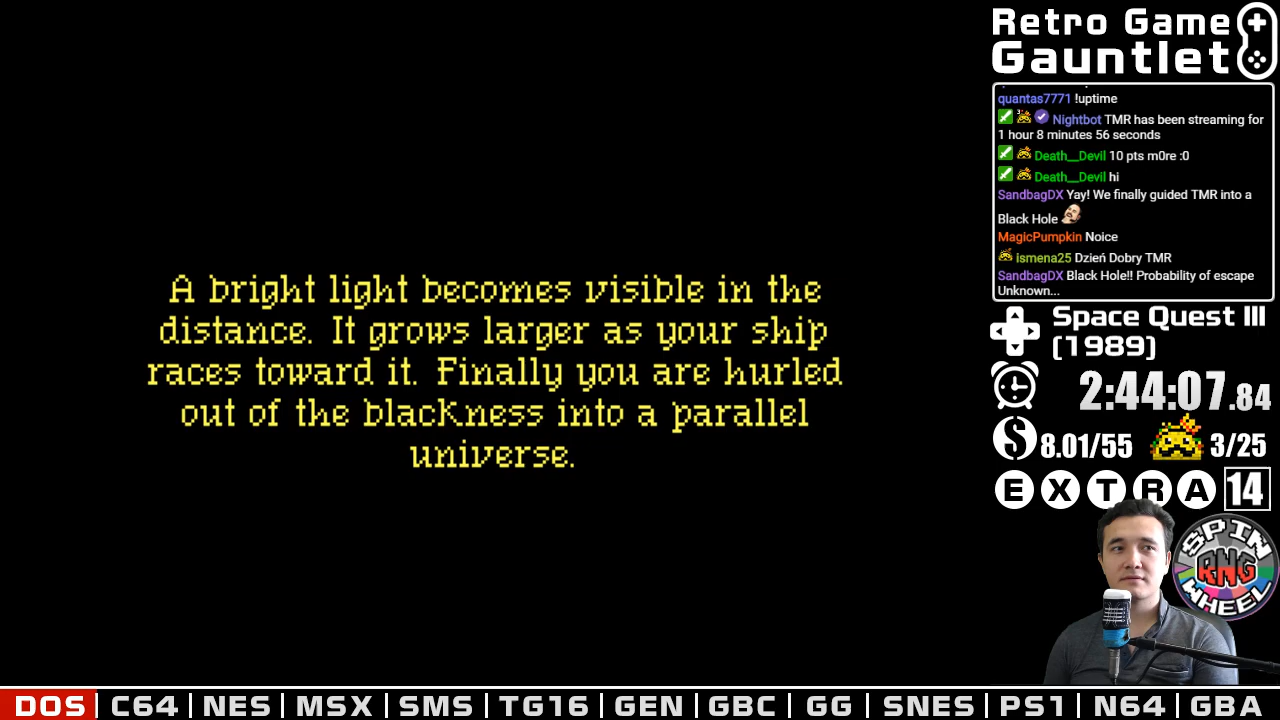 A bright light becomes visible in the
distance. It grows larger as your ship
races toward it. Finally you are hurled
out of the blacKness into a parallel
universe.
Retro Game
Gauntlet
quantas7771 !uptime
Nightbot TMR has been streaming for
1 hour 8 minutes 56 seconds
Death__Devil 10 pts m0re :0
Death__Devil hi
SandbagDX Yay! We finally guided TMR into a
Black Hole
MagicPumpkin Noice
ismena25 Dzień Dobry TMR
SandbagDX Black Hole!! Probability of escape
Unknown...
Space Quest III
(1989)
2:44:07.84
8.01/55 3/25
EXTRA 14
SPIN
RNG
WHEEL
DOS | C64 | NES | MSX | SMS | TG16 | GEN | GBC | GG | SNES | PS1 | N64 | GBA